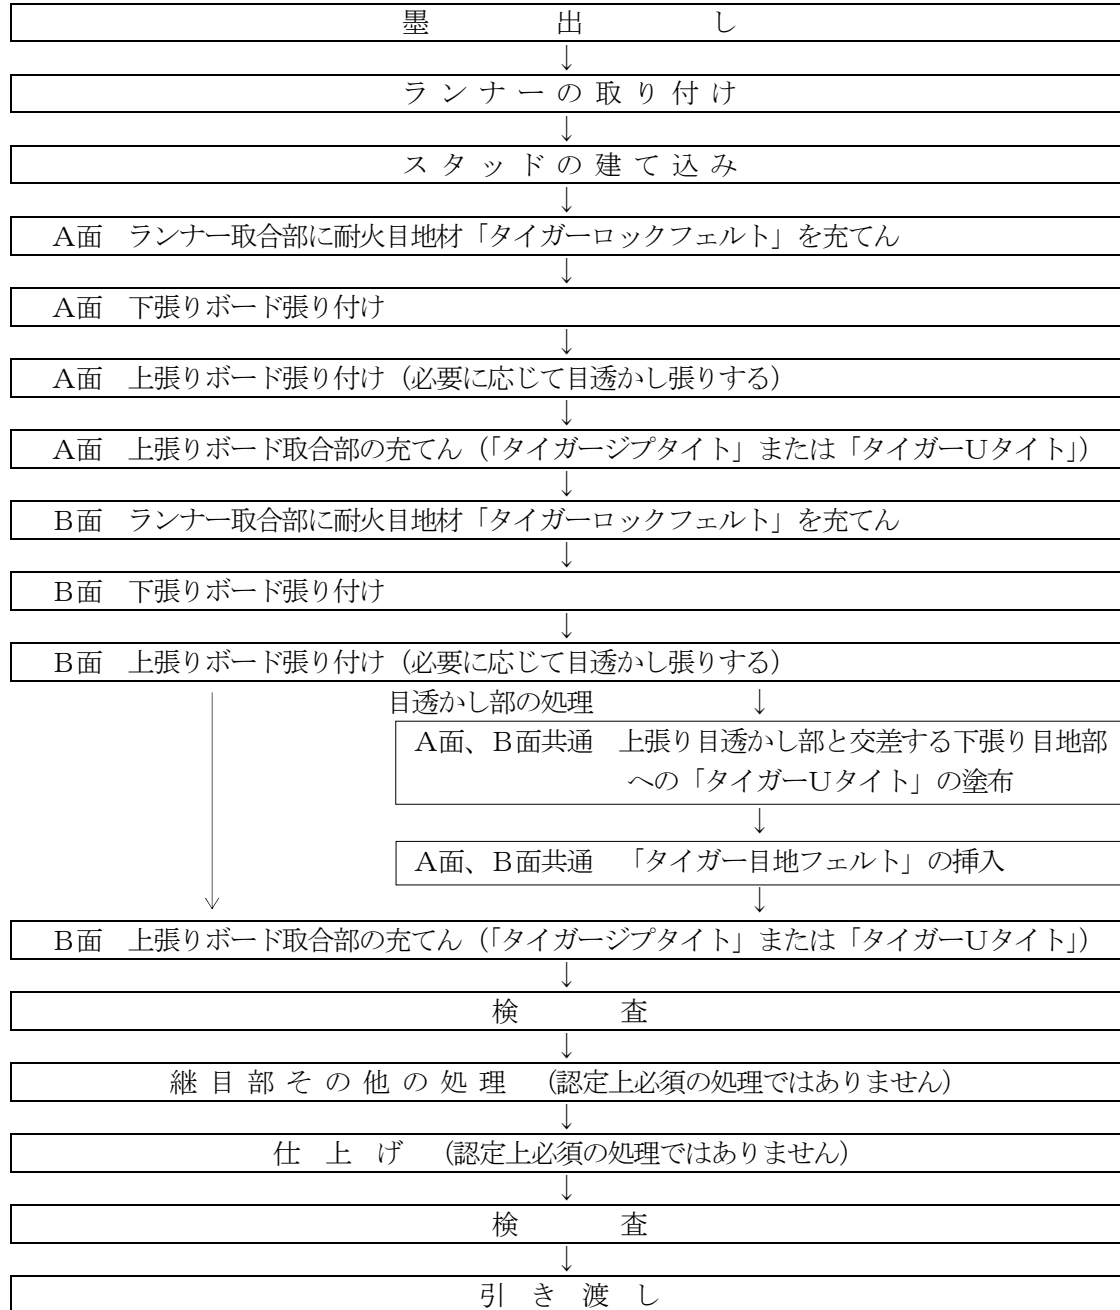 墨出し
↓
ランナーの取り付け
↓
スタッドの建て込み
↓
A面　ランナー取合部に耐火目地材「タイガーロックフェルト」を充てん
↓
A面　下張りボード張り付け
↓
A面　上張りボード張り付け（必要に応じて目透かし張りする）
↓
A面　上張りボード取合部の充てん（「タイガージプタイト」または「タイガーUタイト」）
↓
B面　ランナー取合部に耐火目地材「タイガーロックフェルト」を充てん
↓
B面　下張りボード張り付け
↓
B面　上張りボード張り付け（必要に応じて目透かし張りする）
目透かし部の処理　↓
A面、B面共通　上張り目透かし部と交差する下張り目地部
への「タイガーUタイト」の塗布
↓
A面、B面共通　「タイガー目地フェルト」の挿入
↓
B面　上張りボード取合部の充てん（「タイガージプタイト」または「タイガーUタイト」）
↓
検査
↓
継目部その他の処理　（認定上必須の処理ではありません）
↓
仕上げ　（認定上必須の処理ではありません）
↓
検査
↓
引き渡し